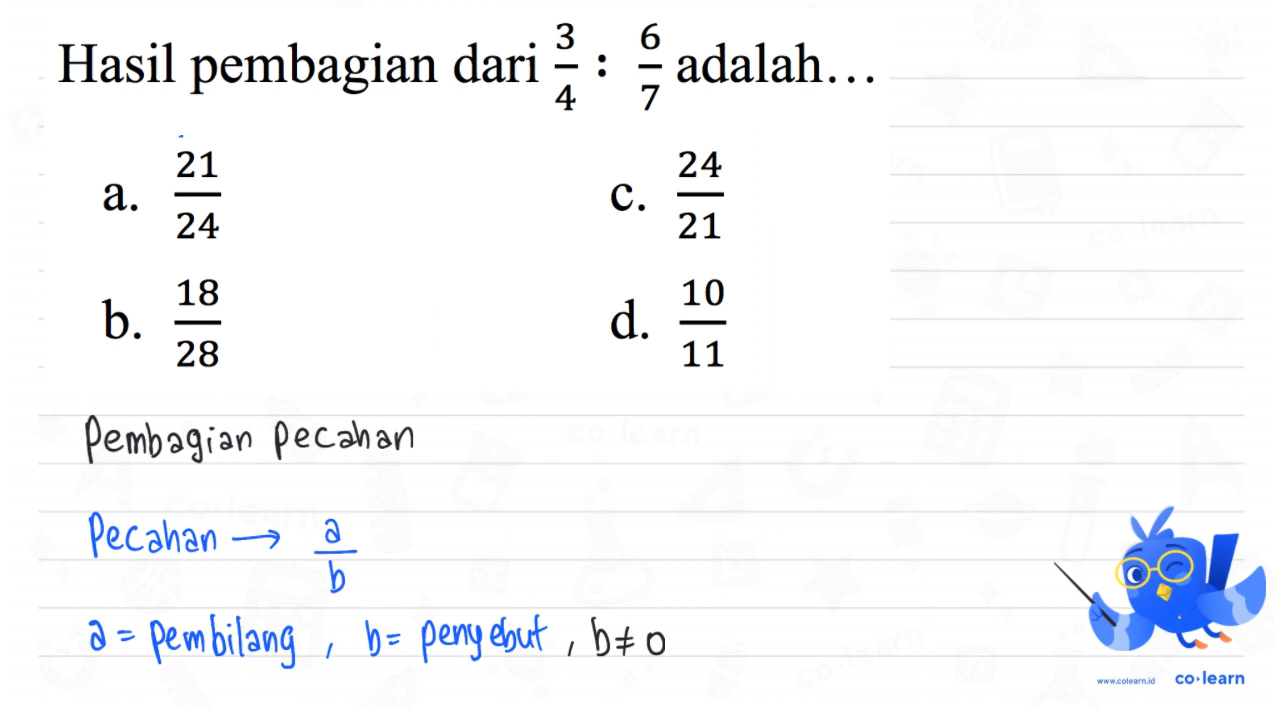 Hasil pembagian dari 3/4 : 6/7 adalah...
a. 21/24
c. 24/21
b. 18/28
d. 10/11
Pembagian Pecahan
Pecahan → a/b
a = Pembilang, b = penyebut, b ≠ 0
www.colearn.id co·learn